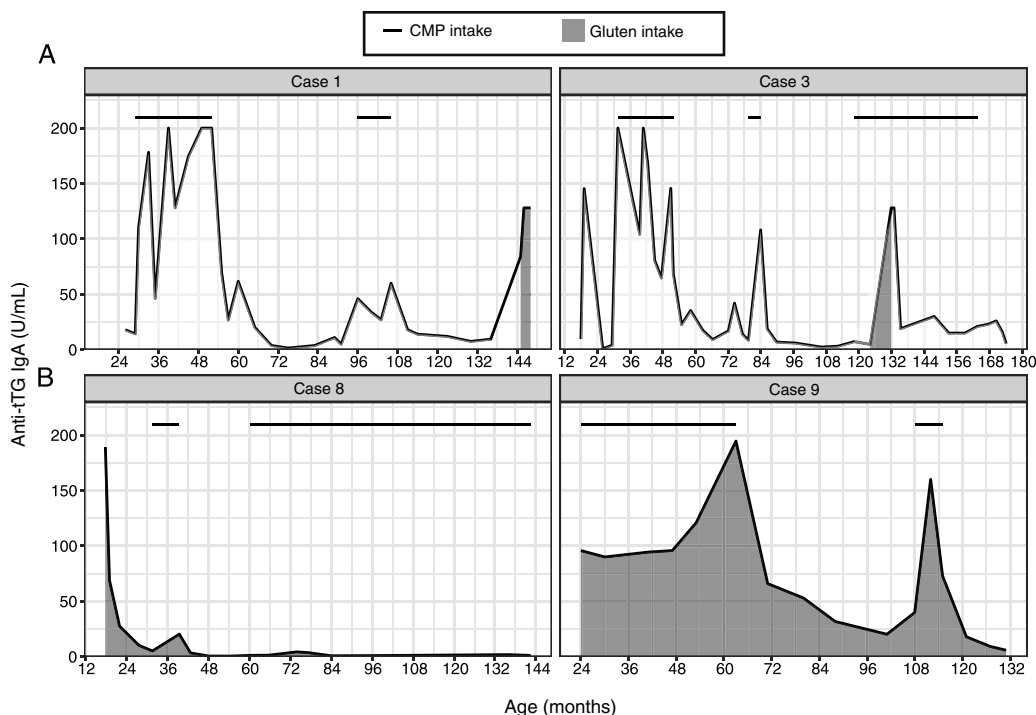 CMP intake Gluten intake
A
Case 1 Case 3
200
150
100
50
0
24 36 48 60 72 84 96 108 120 132 144 12 24 36 48 60 72 84 96 108 120 132 144 156 168 180
B
Case 8 Case 9
200
150
100
50
0
12 24 36 48 60 72 84 96 108 120 132 144 24 36 48 60 72 84 96 108 120 132
Anti-tTG IgA (U/mL)
Age (months)